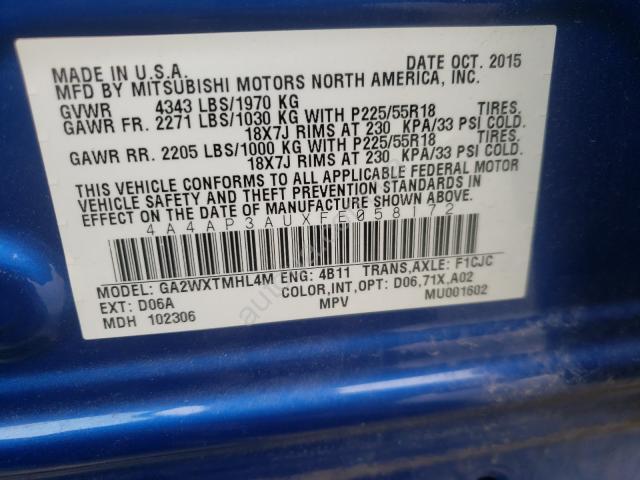 MADE IN U.S.A. DATE OCT. 2015
MFD BY MITSUBISHI MOTORS NORTH AMERICA, INC.
GVWR 4343 LBS/1970 KG
GAWR FR. 2271 LBS/1030 KG WITH P225/55R18 TIRES.
18X7J RIMS AT 230 KPA/33 PSI COLD.
GAWR RR. 2205 LBS/1000 KG WITH P225/55R18 TIRES.
18X7J RIMS AT 230 KPA/33 PSI COLD.
THIS VEHICLE CONFORMS TO ALL APPLICABLE FEDERAL MOTOR
VEHICLE SAFETY AND THEFT PREVENTION STANDARDS IN
EFFECT ON THE DATE OF MANUFACTURE SHOWN ABOVE.
4A4AP3AUXFE058172
MODEL: GA2WXTMHL4M ENG: 4B11 TRANS,AXLE: F1CJC
EXT: D06A COLOR,INT,OPT: D06,71X,A02
MDH 102306 MPV MU001602